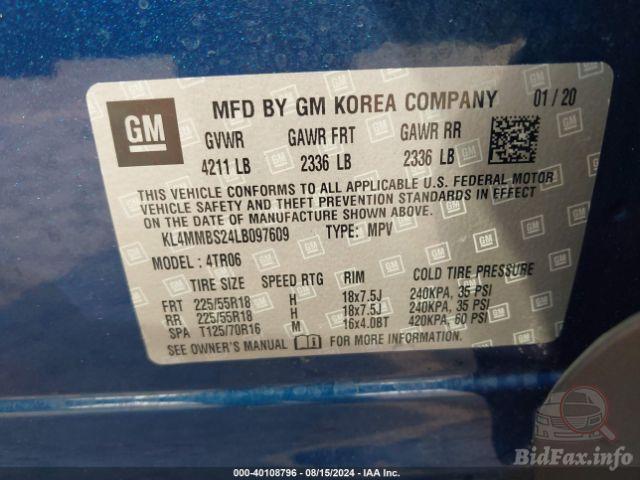 GM
MFD BY GM KOREA COMPANY 01/20
GVWR GAWR FRT GAWR RR
4211 LB 2336 LB 2336 LB
THIS VEHICLE CONFORMS TO ALL APPLICABLE U.S. FEDERAL MOTOR
VEHICLE SAFETY AND THEFT PREVENTION STANDARDS IN EFFECT
ON THE DATE OF MANUFACTURE SHOWN ABOVE.
KL4MMBS24LB097609 TYPE: MPV
MODEL: 4TR06
TIRE SIZE SPEED RTG RIM COLD TIRE PRESSURE
FRT 225/55R18 H 18x7.5J 240KPA, 35 PSI
RR 225/55R18 H 18x7.5J 240KPA, 35 PSI
SPA T125/70R16 M 16x4.0BT 420KPA, 60 PSI
SEE OWNER'S MANUAL i FOR MORE INFORMATION.
BidFax.info
000-40108796 - 08/15/2024 - IAA Inc.